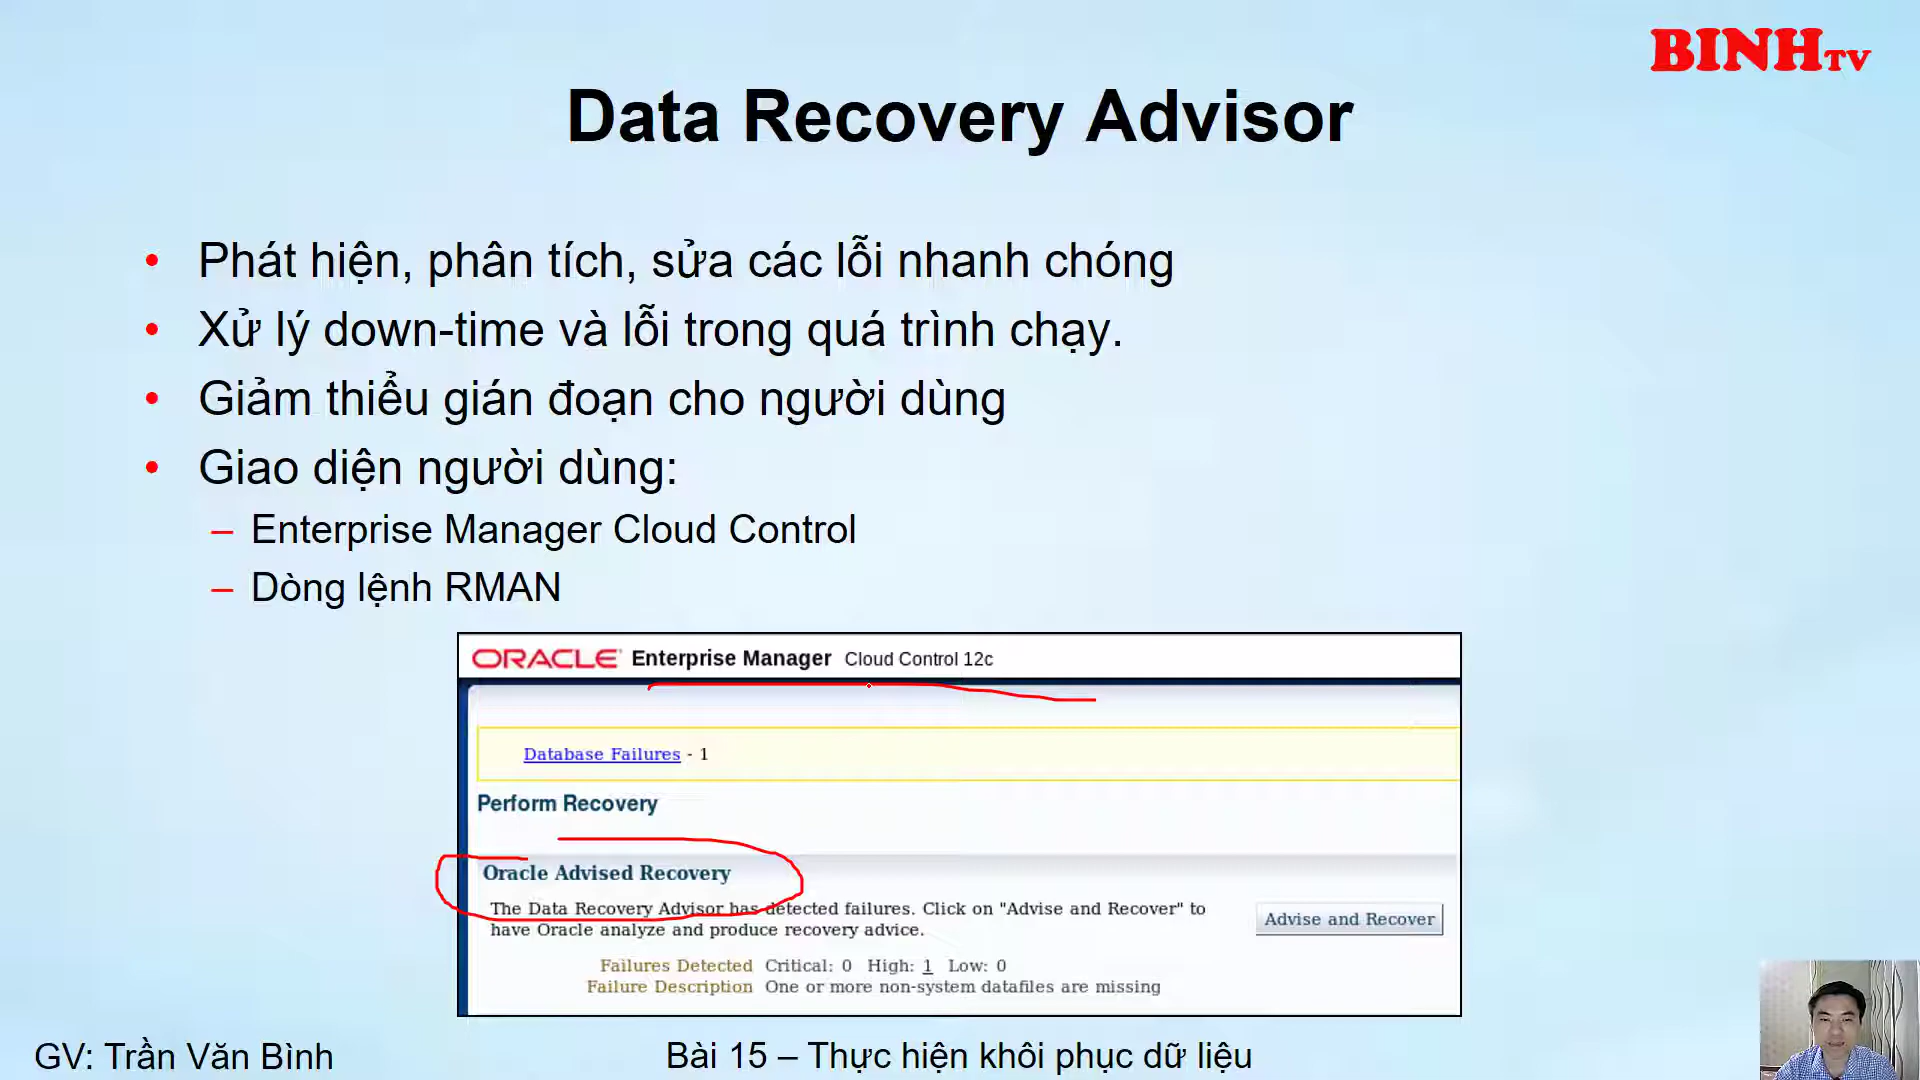 BINH TV
Data Recovery Advisor
• Phát hiện, phân tích, sửa các lỗi nhanh chóng
• Xử lý down-time và lỗi trong quá trình chạy.
• Giảm thiểu gián đoạn cho người dùng
• Giao diện người dùng:
– Enterprise Manager Cloud Control
– Dòng lệnh RMAN
ORACLE Enterprise Manager Cloud Control 12c
Database Failures - 1
Perform Recovery
Oracle Advised Recovery
The Data Recovery Advisor has detected failures. Click on "Advise and Recover" to
have Oracle analyze and produce recovery advice.
Advise and Recover
Failures Detected Critical: 0 High: 1 Low: 0
Failure Description One or more non-system datafiles are missing
GV: Trần Văn Bình
Bài 15 – Thực hiện khôi phục dữ liệu